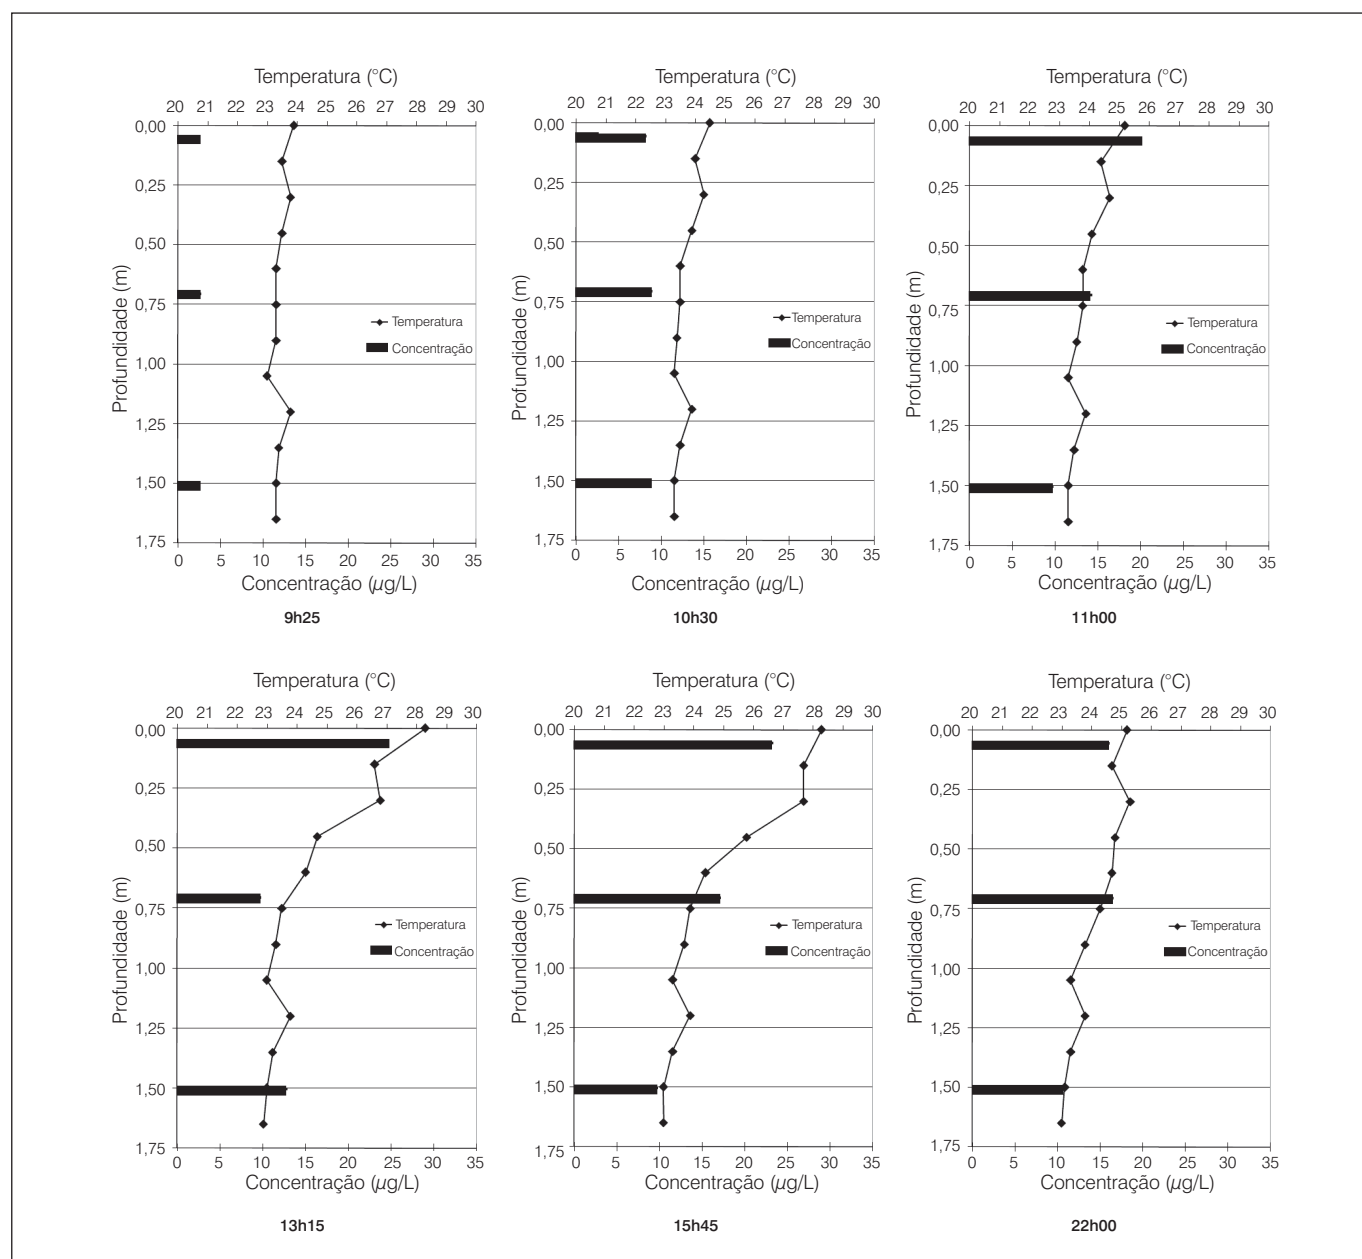 Temperatura (°C)
20 21 22 23 24 25 26 27 28 29 30
0,00
0,25
0,50
0,75
1,00
1,25
1,50
1,75
Profundidade (m)
Temperatura
Concentração
0 5 10 15 20 25 30 35
Concentração (µg/L)
9h25
Temperatura (°C)
20 21 22 23 24 25 26 27 28 29 30
0,00
0,25
0,50
0,75
1,00
1,25
1,50
1,75
Profundidade (m)
Temperatura
Concentração
0 5 10 15 20 25 30 35
Concentração (µg/L)
10h30
Temperatura (°C)
20 21 22 23 24 25 26 27 28 29 30
0,00
0,25
0,50
0,75
1,00
1,25
1,50
1,75
Profundidade (m)
Temperatura
Concentração
0 5 10 15 20 25 30 35
Concentração (µg/L)
11h00
Temperatura (°C)
20 21 22 23 24 25 26 27 28 29 30
0,00
0,25
0,50
0,75
1,00
1,25
1,50
1,75
Profundidade (m)
Temperatura
Concentração
0 5 10 15 20 25 30 35
Concentração (µg/L)
13h15
Temperatura (°C)
20 21 22 23 24 25 26 27 28 29 30
0,00
0,25
0,50
0,75
1,00
1,25
1,50
1,75
Profundidade (m)
Temperatura
Concentração
0 5 10 15 20 25 30 35
Concentração (µg/L)
15h45
Temperatura (°C)
20 21 22 23 24 25 26 27 28 29 30
0,00
0,25
0,50
0,75
1,00
1,25
1,50
1,75
Profundidade (m)
Temperatura
Concentração
0 5 10 15 20 25 30 35
Concentração (µg/L)
22h00